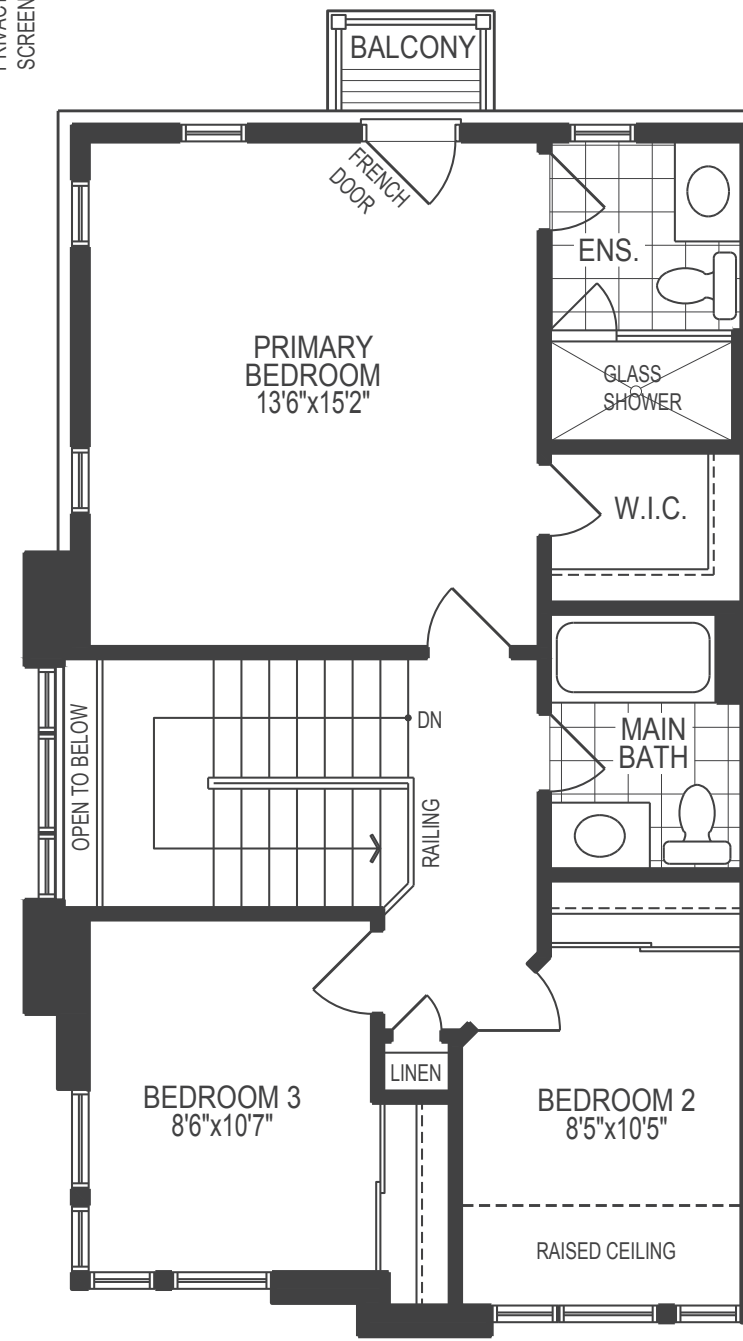 SCREEN
BALCONY
FRENCH
DOOR
ENS.
PRIMARY
BEDROOM
13'6"x15'2"
GLASS
SHOWER
W.I.C.
OPEN TO BELOW
DN
RAILING
MAIN
BATH
LINEN
BEDROOM 3
8'6"x10'7"
BEDROOM 2
8'5"x10'5"
RAISED CEILING